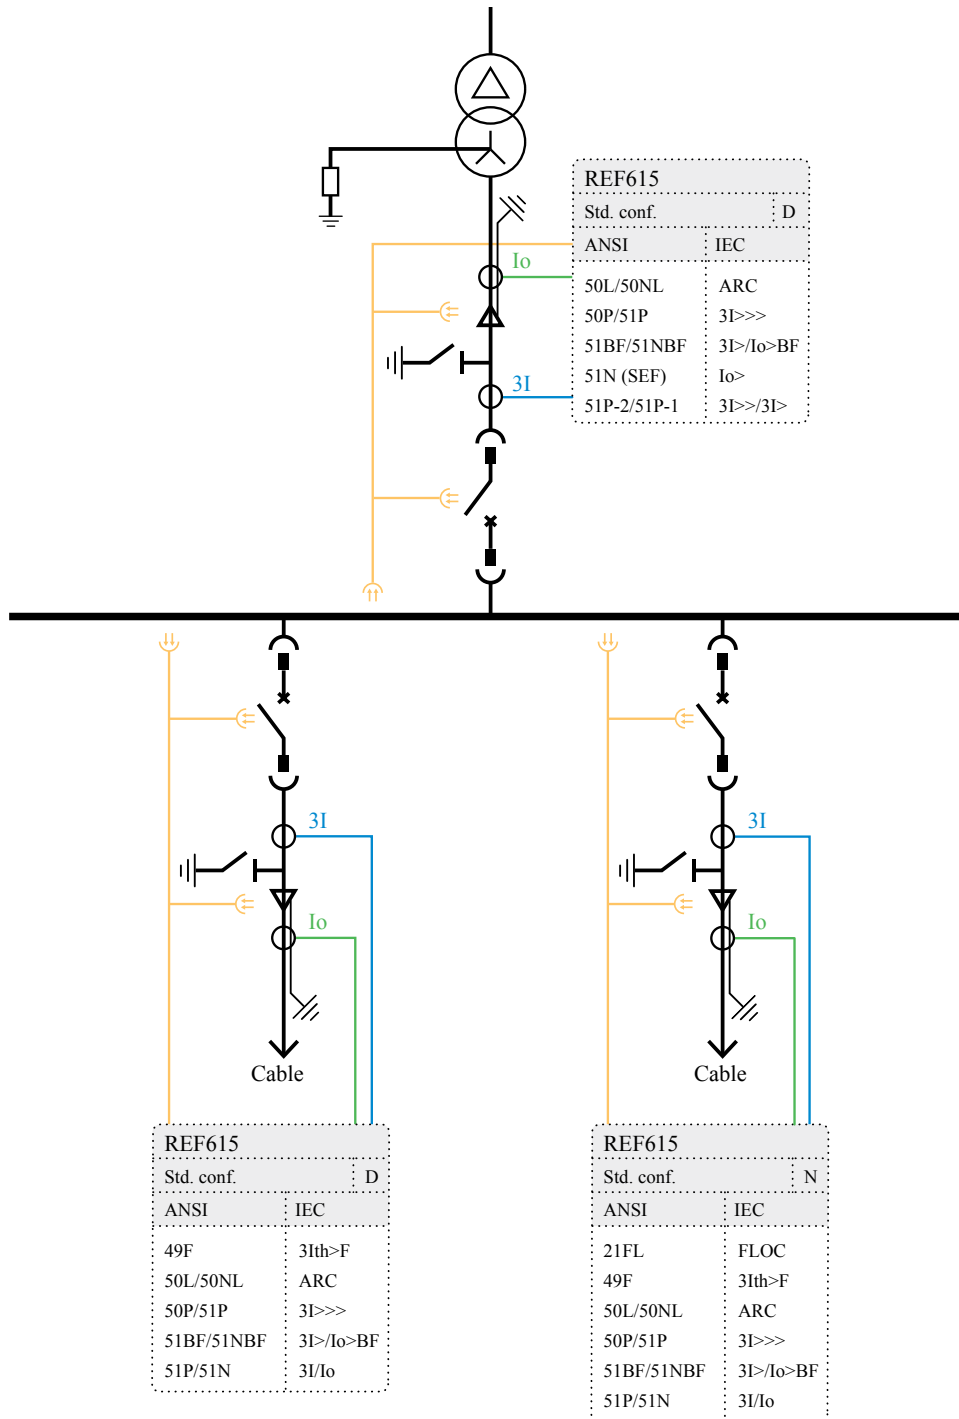 REF615
Std. conf. D
ANSI IEC
Io
50L/50NL ARC
50P/51P 3I>>>
51BF/51NBF 3I>/Io>BF
51N (SEF) Io>
3I
51P-2/51P-1 3I>>/3I>
3I
Io
Cable
REF615
Std. conf. D
ANSI IEC
49F 3Ith>F
50L/50NL ARC
50P/51P 3I>>>
51BF/51NBF 3I>/Io>BF
51P/51N 3I/Io
3I
Io
Cable
REF615
Std. conf. N
ANSI IEC
21FL FLOC
49F 3Ith>F
50L/50NL ARC
50P/51P 3I>>>
51BF/51NBF 3I>/Io>BF
51P/51N 3I/Io